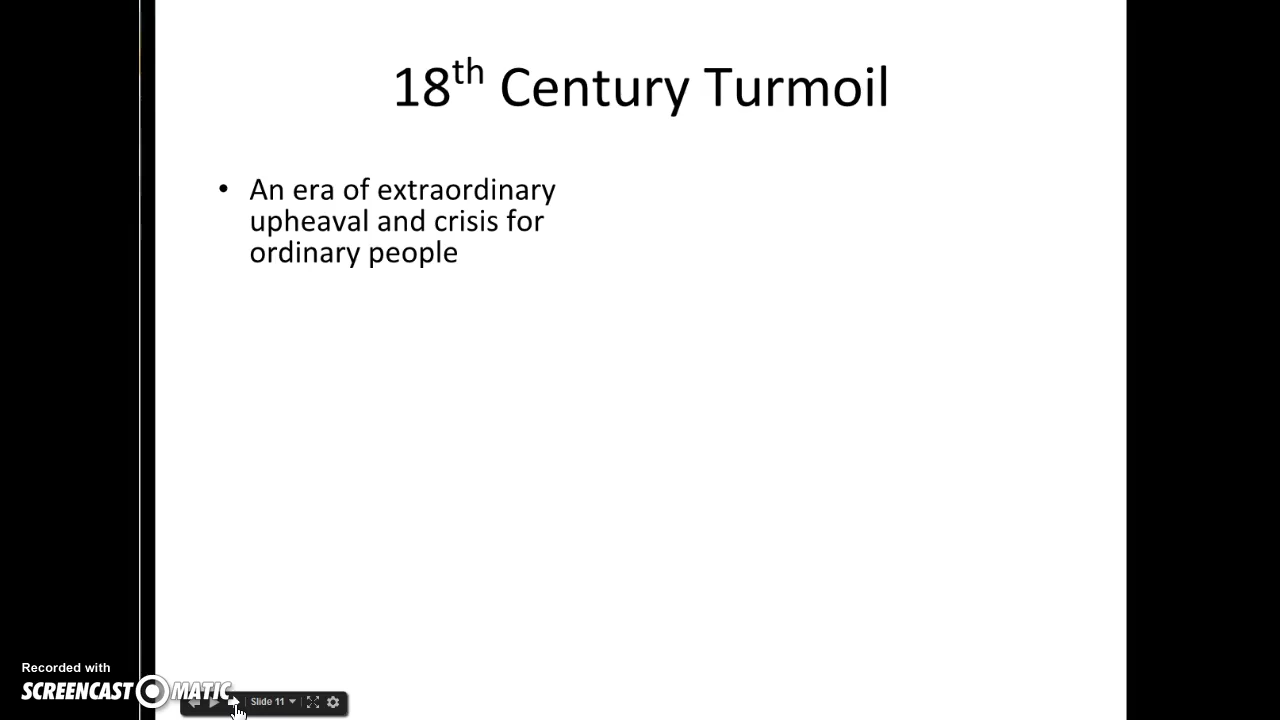 18th Century Turmoil
• An era of extraordinary
upheaval and crisis for
ordinary people
Recorded with
SCREENCAST MATIC
Slide 11